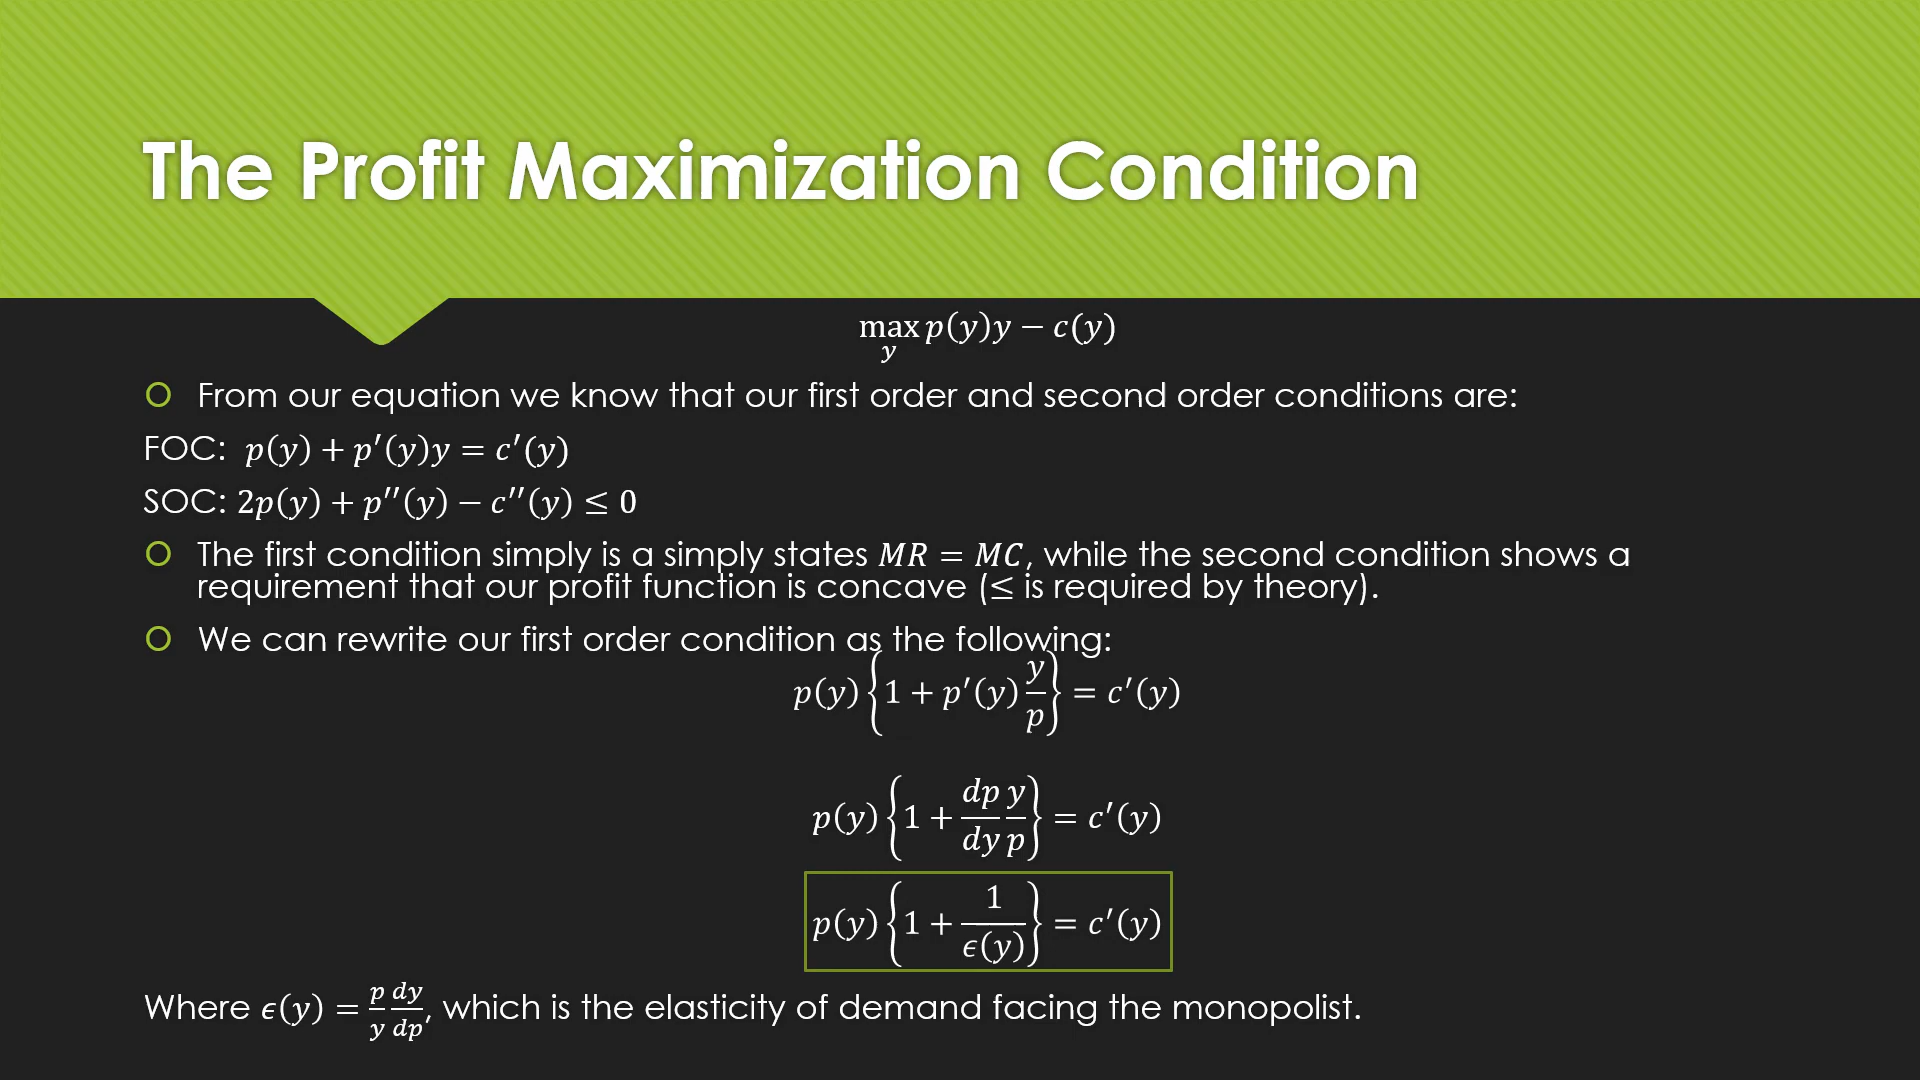 The Profit Maximization Condition
max p(y)y − c(y)
y
From our equation we know that our first order and second order conditions are:
FOC: p(y) + p′(y)y = c′(y)
SOC: 2p(y) + p′′(y) − c′′(y) ≤ 0
The first condition simply is a simply states MR = MC, while the second condition shows a
requirement that our profit function is concave (≤ is required by theory).
We can rewrite our first order condition as the following:
p(y) {1 + p′(y) y/p} = c′(y)
p(y) {1 + dp/dy y/p} = c′(y)
p(y) {1 + 1/ϵ(y)} = c′(y)
Where ϵ(y) = p/y dy/dp, which is the elasticity of demand facing the monopolist.